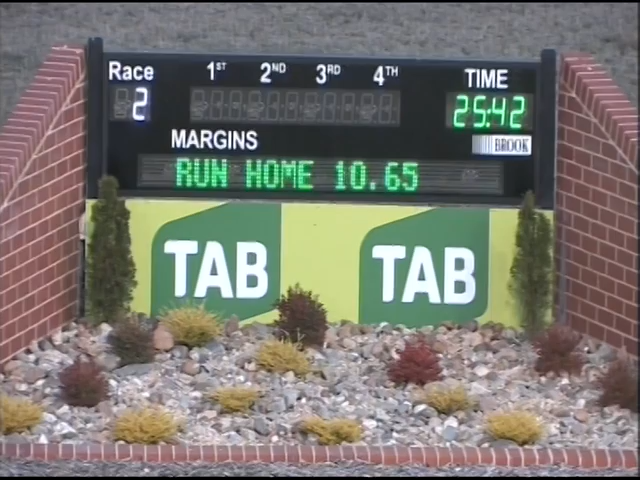 Race 1ST 2ND 3RD 4TH TIME
2 25:42
MARGINS BROOK
RUN HOME 10.65
TAB TAB